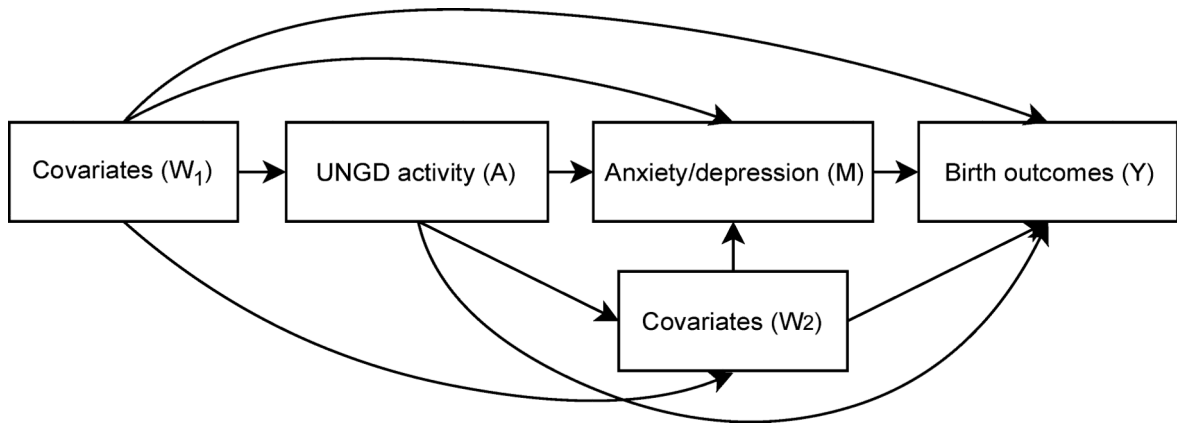 Covariates (W1)
UNGD activity (A)
Anxiety/depression (M)
Birth outcomes (Y)
Covariates (W2)